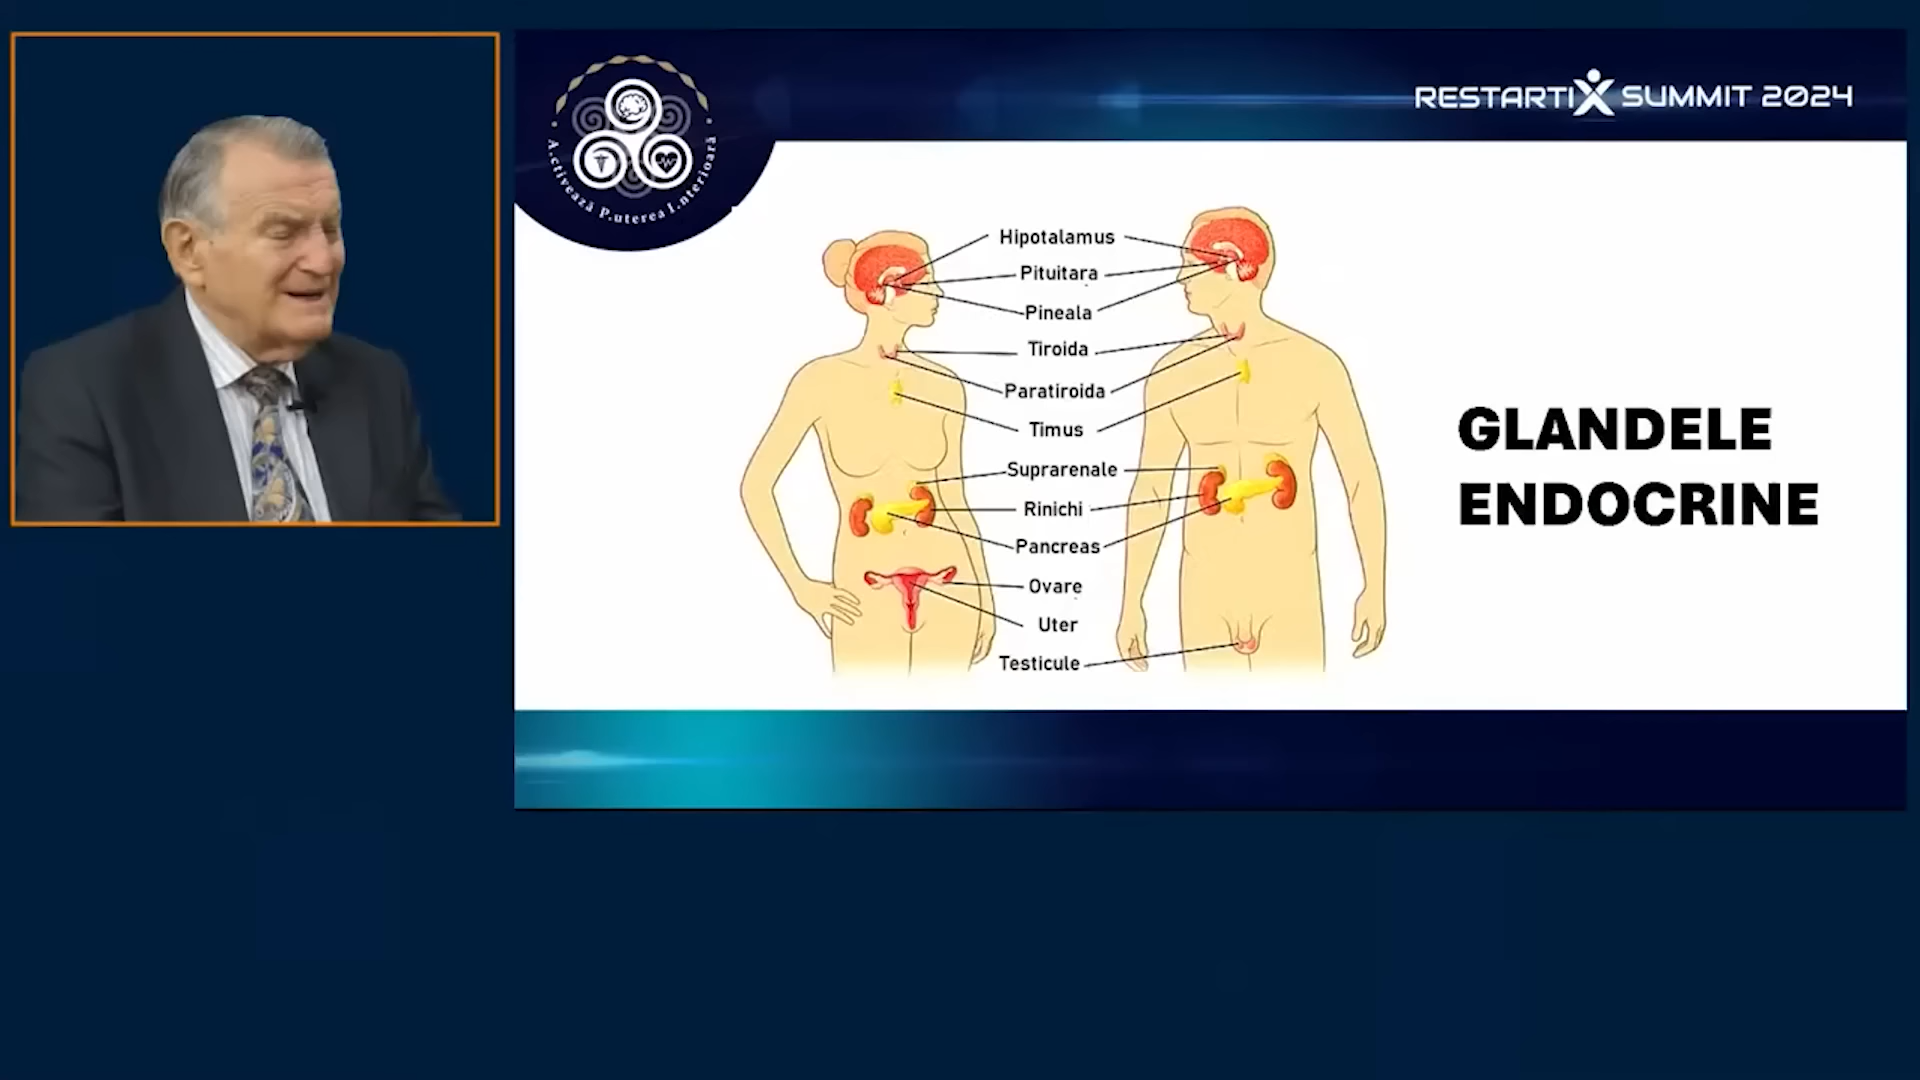 A.ctivează P.uterea I.nterioară
RESTARTIX SUMMIT 2024
Hipotalamus
Pituitara
Pineala
Tiroida
Paratiroida
Timus
Suprarenale
Rinichi
Pancreas
Ovare
Uter
Testicule
GLANDELE
ENDOCRINE